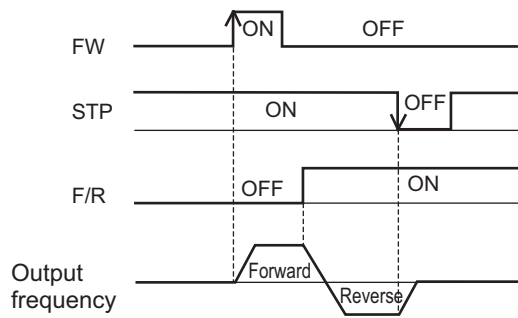 FW ON OFF
STP ON OFF
F/R OFF ON
Output
frequency
Forward
Reverse